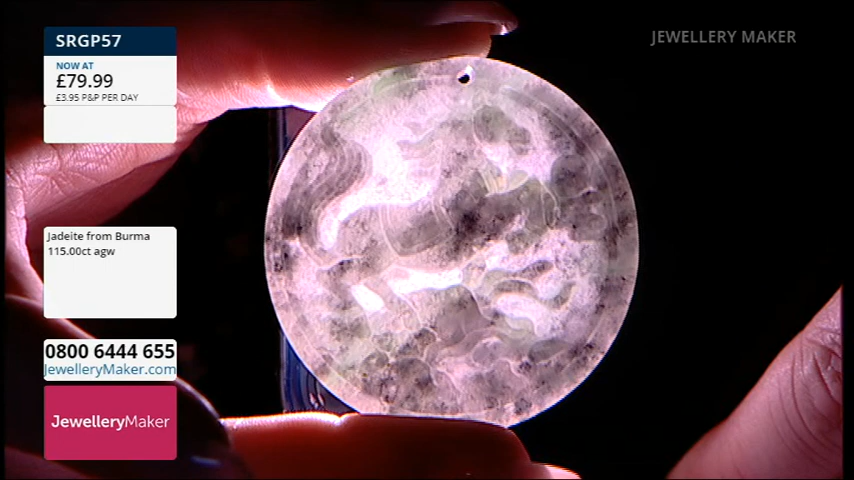 SRGP57
NOW AT
£79.99
£3.95 P&P PER DAY
JEWELLERY MAKER
Jadeite from Burma
115.00ct agw
0800 6444 655
JewelleryMaker.com
JewelleryMaker